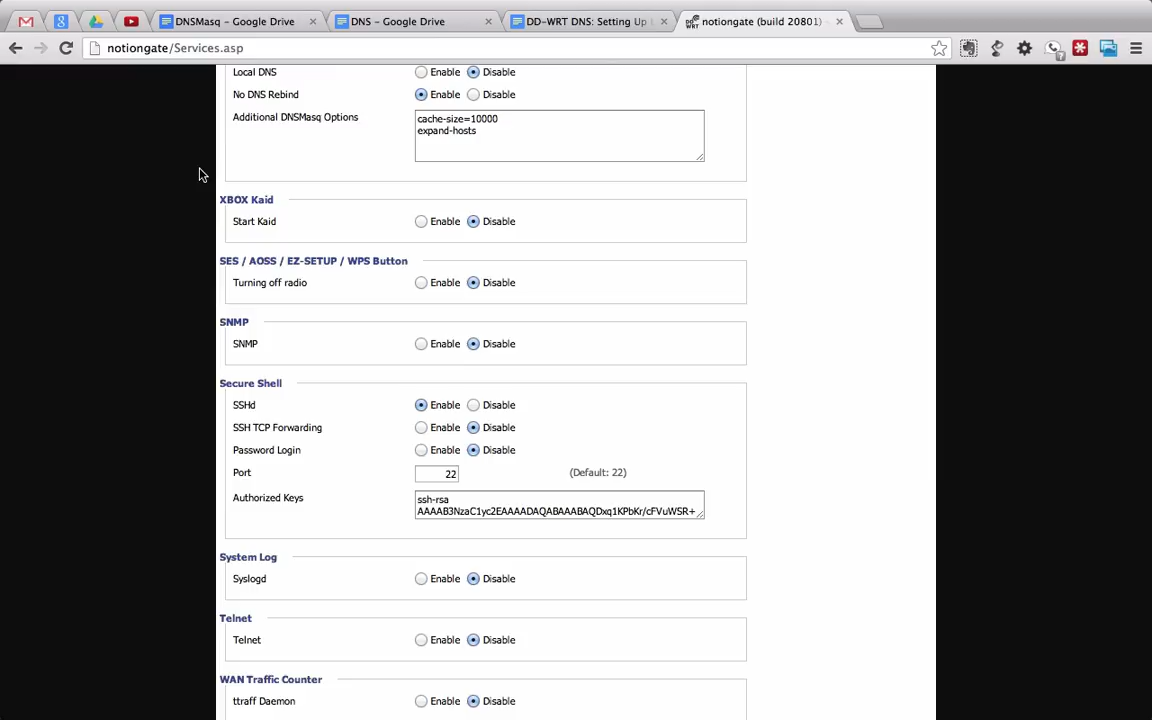 DNSMasq - Google Drive
DNS - Google Drive
DD-WRT DNS: Setting Up
notiongate (build 20801)
notiongate/Services.asp
Local DNS Enable Disable
No DNS Rebind Enable Disable
Additional DNSMasq Options
cache-size=10000
expand-hosts
XBOX Kaid
Start Kaid Enable Disable
SES / AOSS / EZ-SETUP / WPS Button
Turning off radio Enable Disable
SNMP
SNMP Enable Disable
Secure Shell
SSHd Enable Disable
SSH TCP Forwarding Enable Disable
Password Login Enable Disable
Port 22 (Default: 22)
Authorized Keys ssh-rsa
AAAAB3NzaC1yc2EAAAADAQABAAABAQDxq1KPbKr/cFVuWSR+
System Log
Syslogd Enable Disable
Telnet
Telnet Enable Disable
WAN Traffic Counter
ttraff Daemon Enable Disable